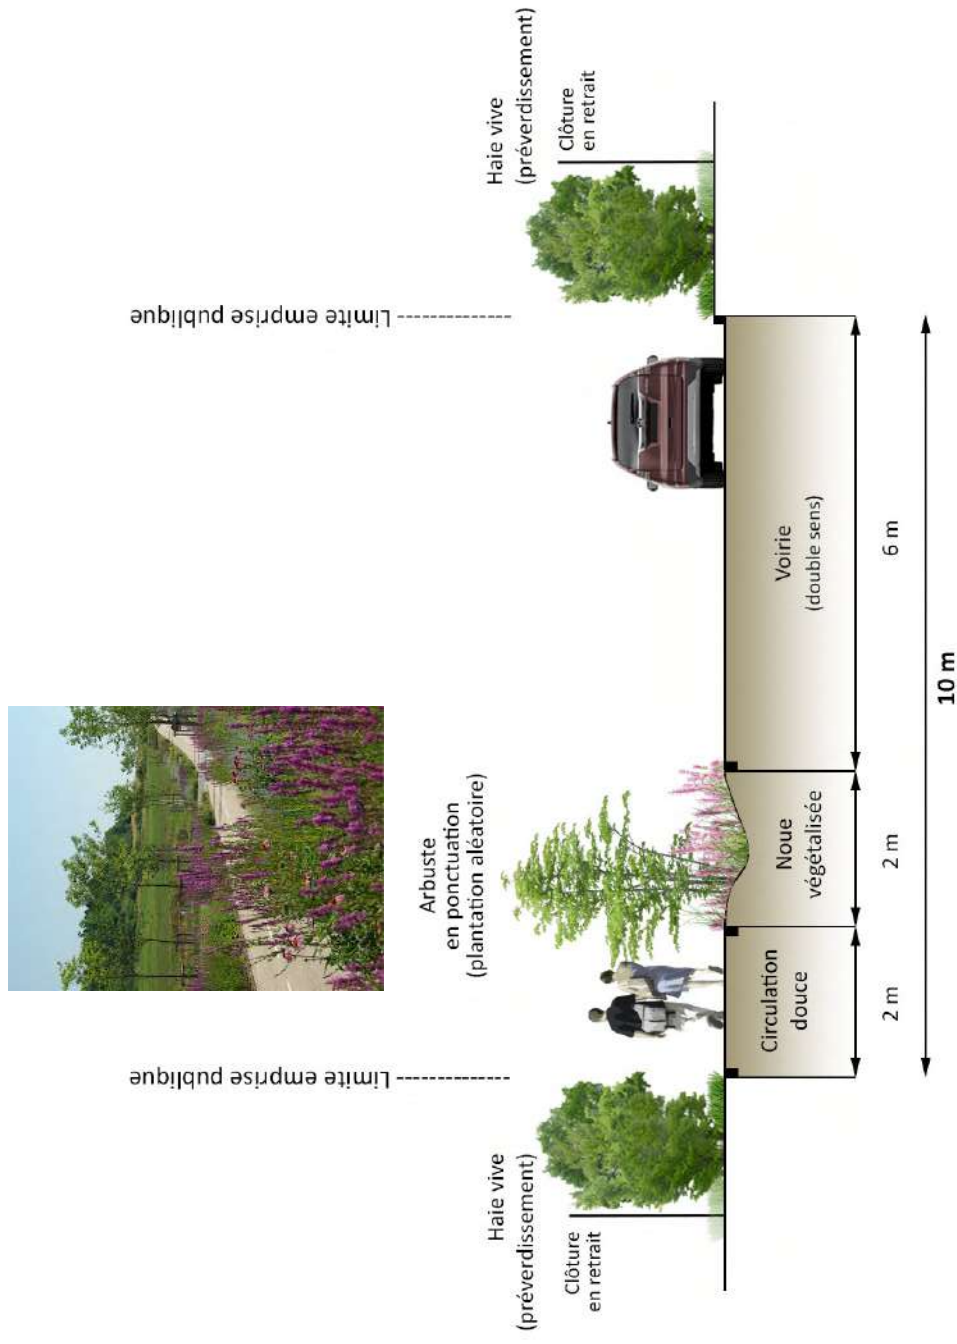 Limite emprise publique
Limite emprise publique
Haie vive
(préverdissement)
Clôture
en retrait
Arbuste
en ponctuation
(plantation aléatoire)
Haie vive
(préverdissement)
Clôture
en retrait
Circulation
douce
Noue
végétalisée
Voirie
(double sens)
2 m
2 m
6 m
10 m